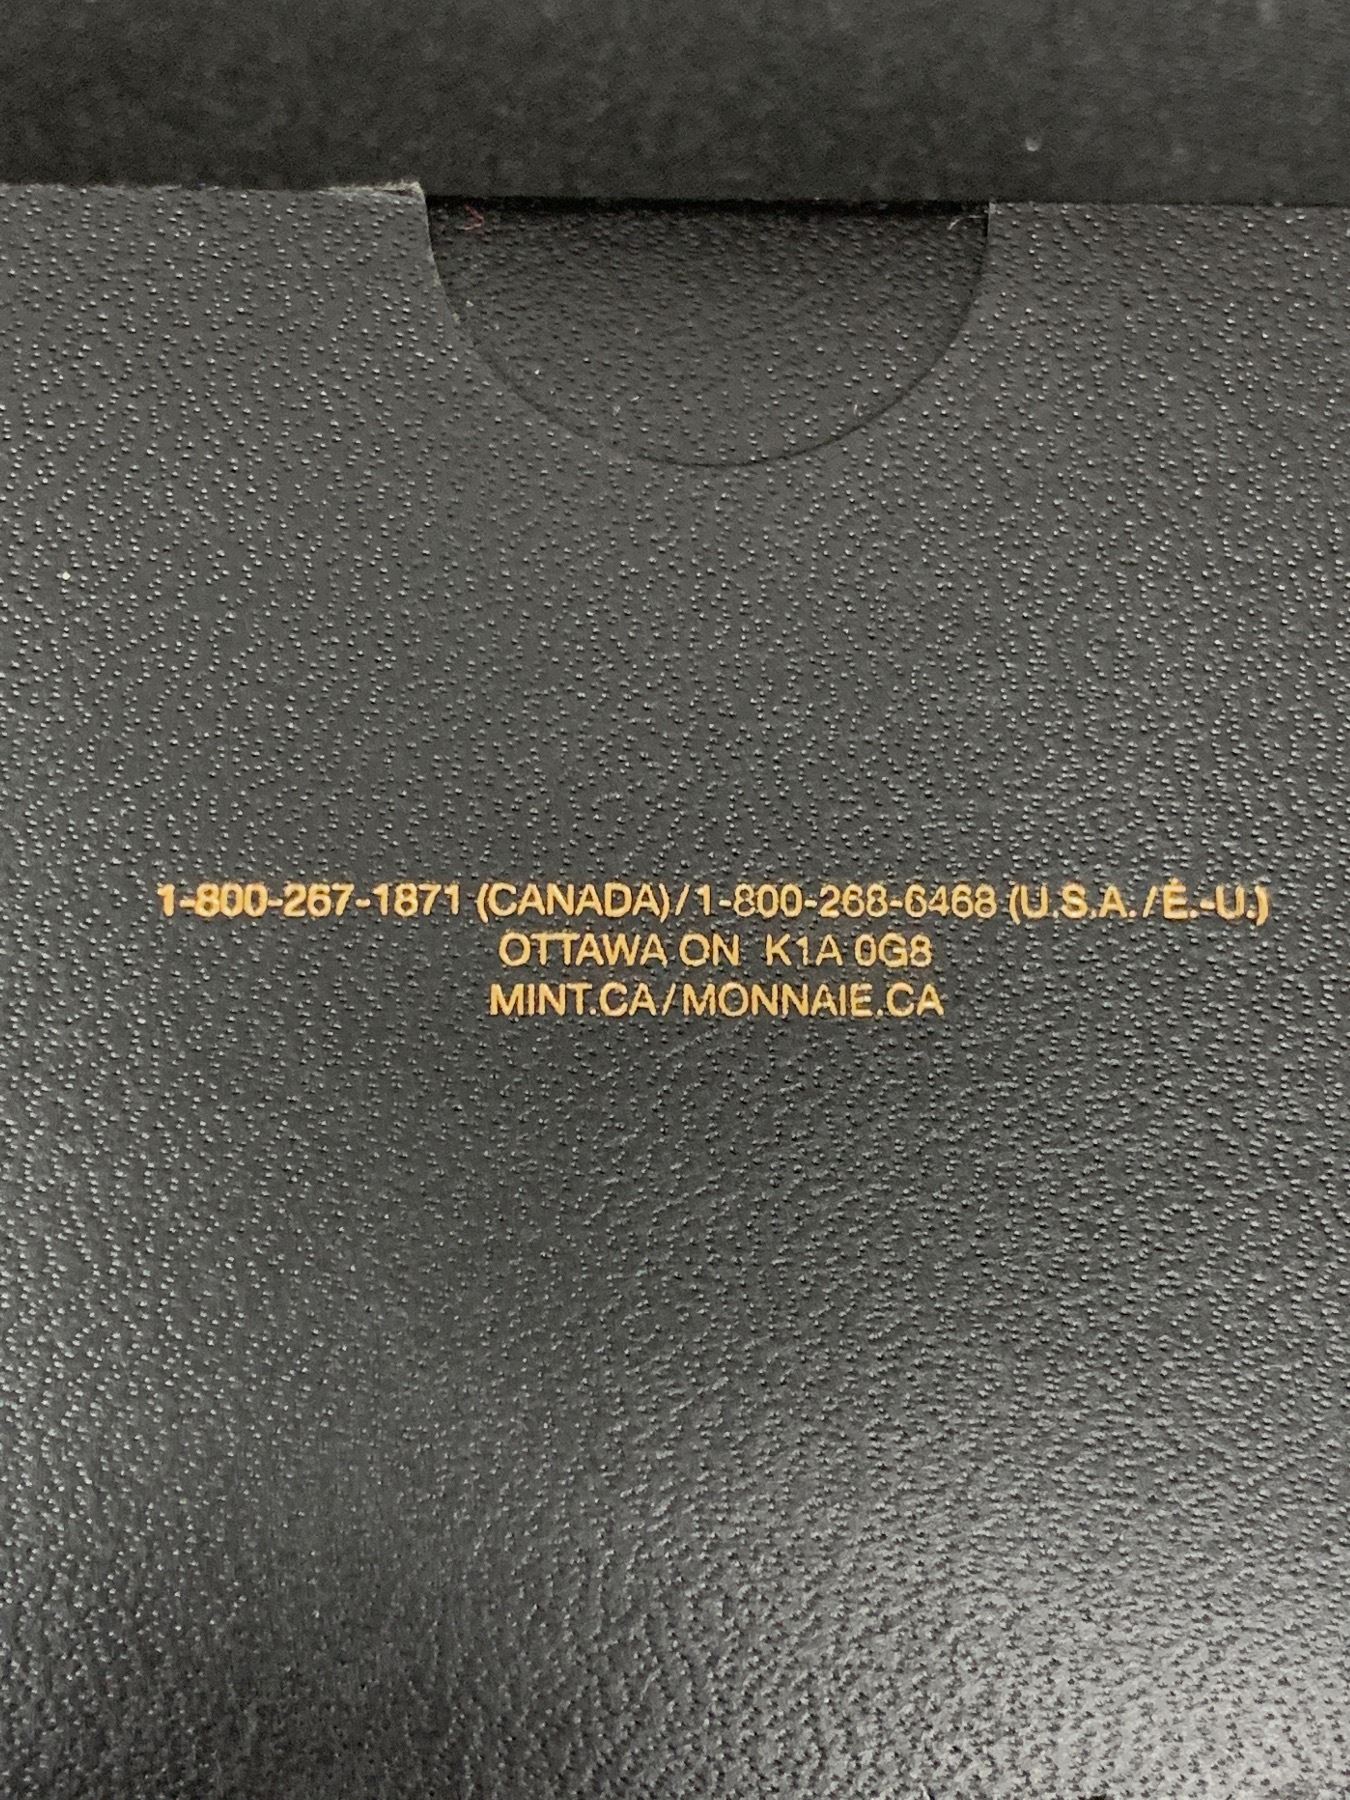 1-800-267-1871 (CANADA)/1-800-268-6468 (U.S.A./É.-U.)
OTTAWA ON K1A 0G8
MINT.CA/MONNAIE.CA